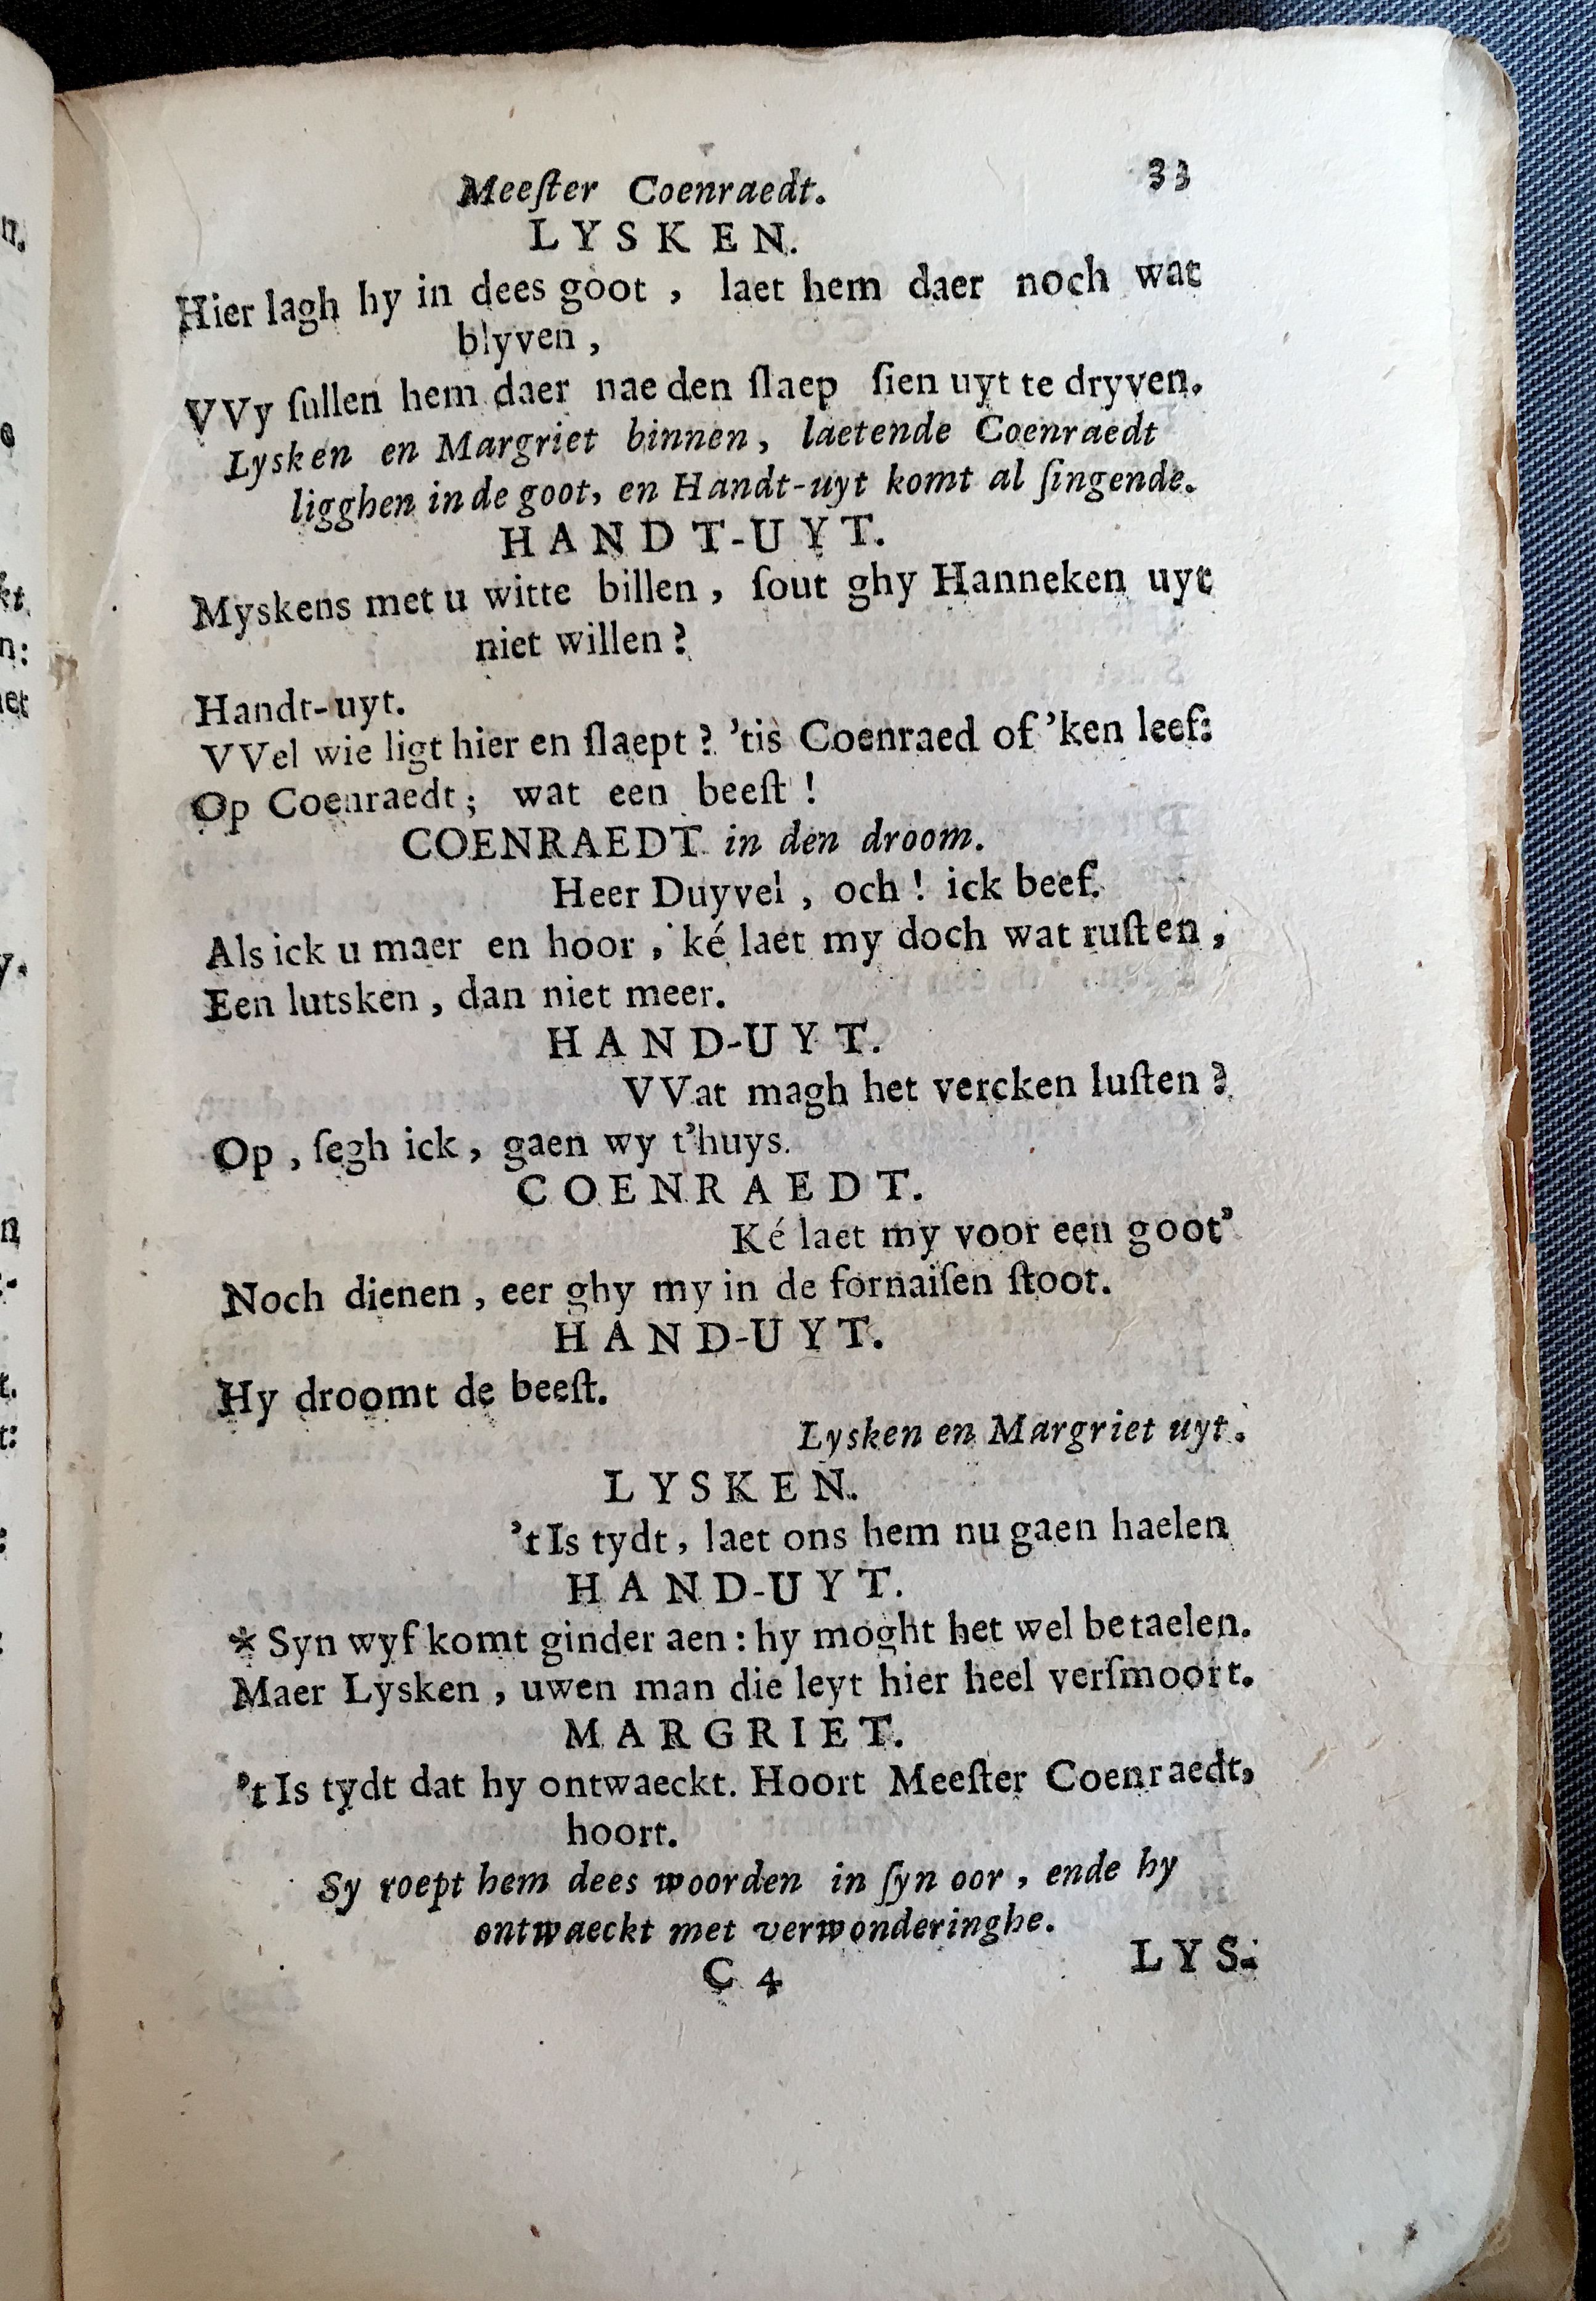 Meeſter Coenraedt. 33
LYSKEN.
Hier lagh hy in dees goot , laet hem daer noch wat
blyven ,
VVy ſullen hem daer nae den ſlaep ſien uyt te dryven.
Lysken en Margriet binnen, laetende Coenraedt
ligghen in de goot, en Handt-uyt komt al ſingende.
HANDT-UYT.
Myskens met u witte billen , ſout ghy Hanneken uyt
niet willen ?
Handt-uyt.
VVel wie ligt hier en ſlaept ? 'tis Coenraed of 'ken leef:
Op Coenraedt ; wat een beeſt !
COENRAEDT in den droom.
Heer Duyvel , och ! ick beef.
Als ick u maer en hoor , ké laet my doch wat ruſten ,
Een lutsken , dan niet meer.
HAND-UYT.
VVat magh het vercken luſten ?
Op , ſegh ick , gaen wy t'huys.
COENRAEDT.
Ké laet my voor een goot'
Noch dienen , eer ghy my in de fornaiſen ſtoot.
HAND-UYT.
Hy droomt de beeſt.
Lysken en Margriet uyt.
LYSKEN.
't Is tydt , laet ons hem nu gaen haelen
HAND-UYT.
* Syn wyf komt ginder aen : hy moght het wel betaelen.
Maer Lysken , uwen man die leyt hier heel verſmoort.
MARGRIET.
't Is tydt dat hy ontwaeckt. Hoort Meeſter Coenraedt,
hoort.
Sy roept hem dees woorden in ſyn oor , ende hy
ontwaeckt met verwonderinghe.
C 4 LYS-